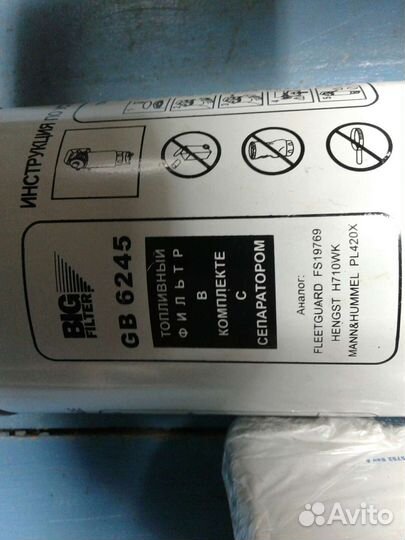 ИНСТРУКЦИЯ ПО
BIG
FILTER
GB 6245
ТОПЛИВНЫЙ
ФИЛЬТР
В
КОМПЛЕКТЕ
С
СЕПАРАТОРОМ
Аналог:
FLEETGUARD FS19769
HENGST H710WK
MANN&HUMMEL PL420X
Avito